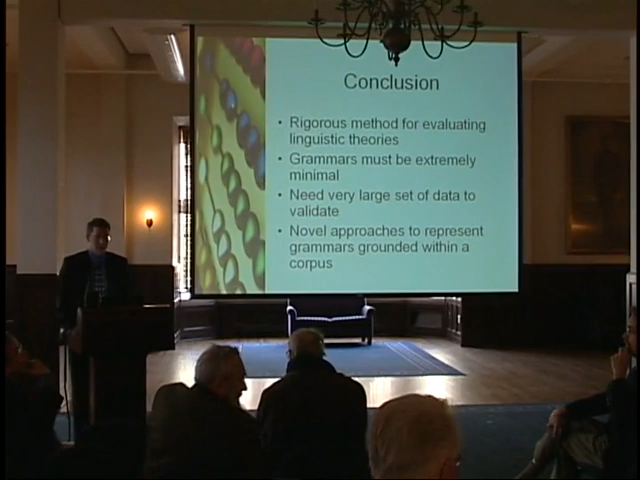 Conclusion
• Rigorous method for evaluating
linguistic theories
• Grammars must be extremely
minimal
• Need very large set of data to
validate
• Novel approaches to represent
grammars grounded within a
corpus